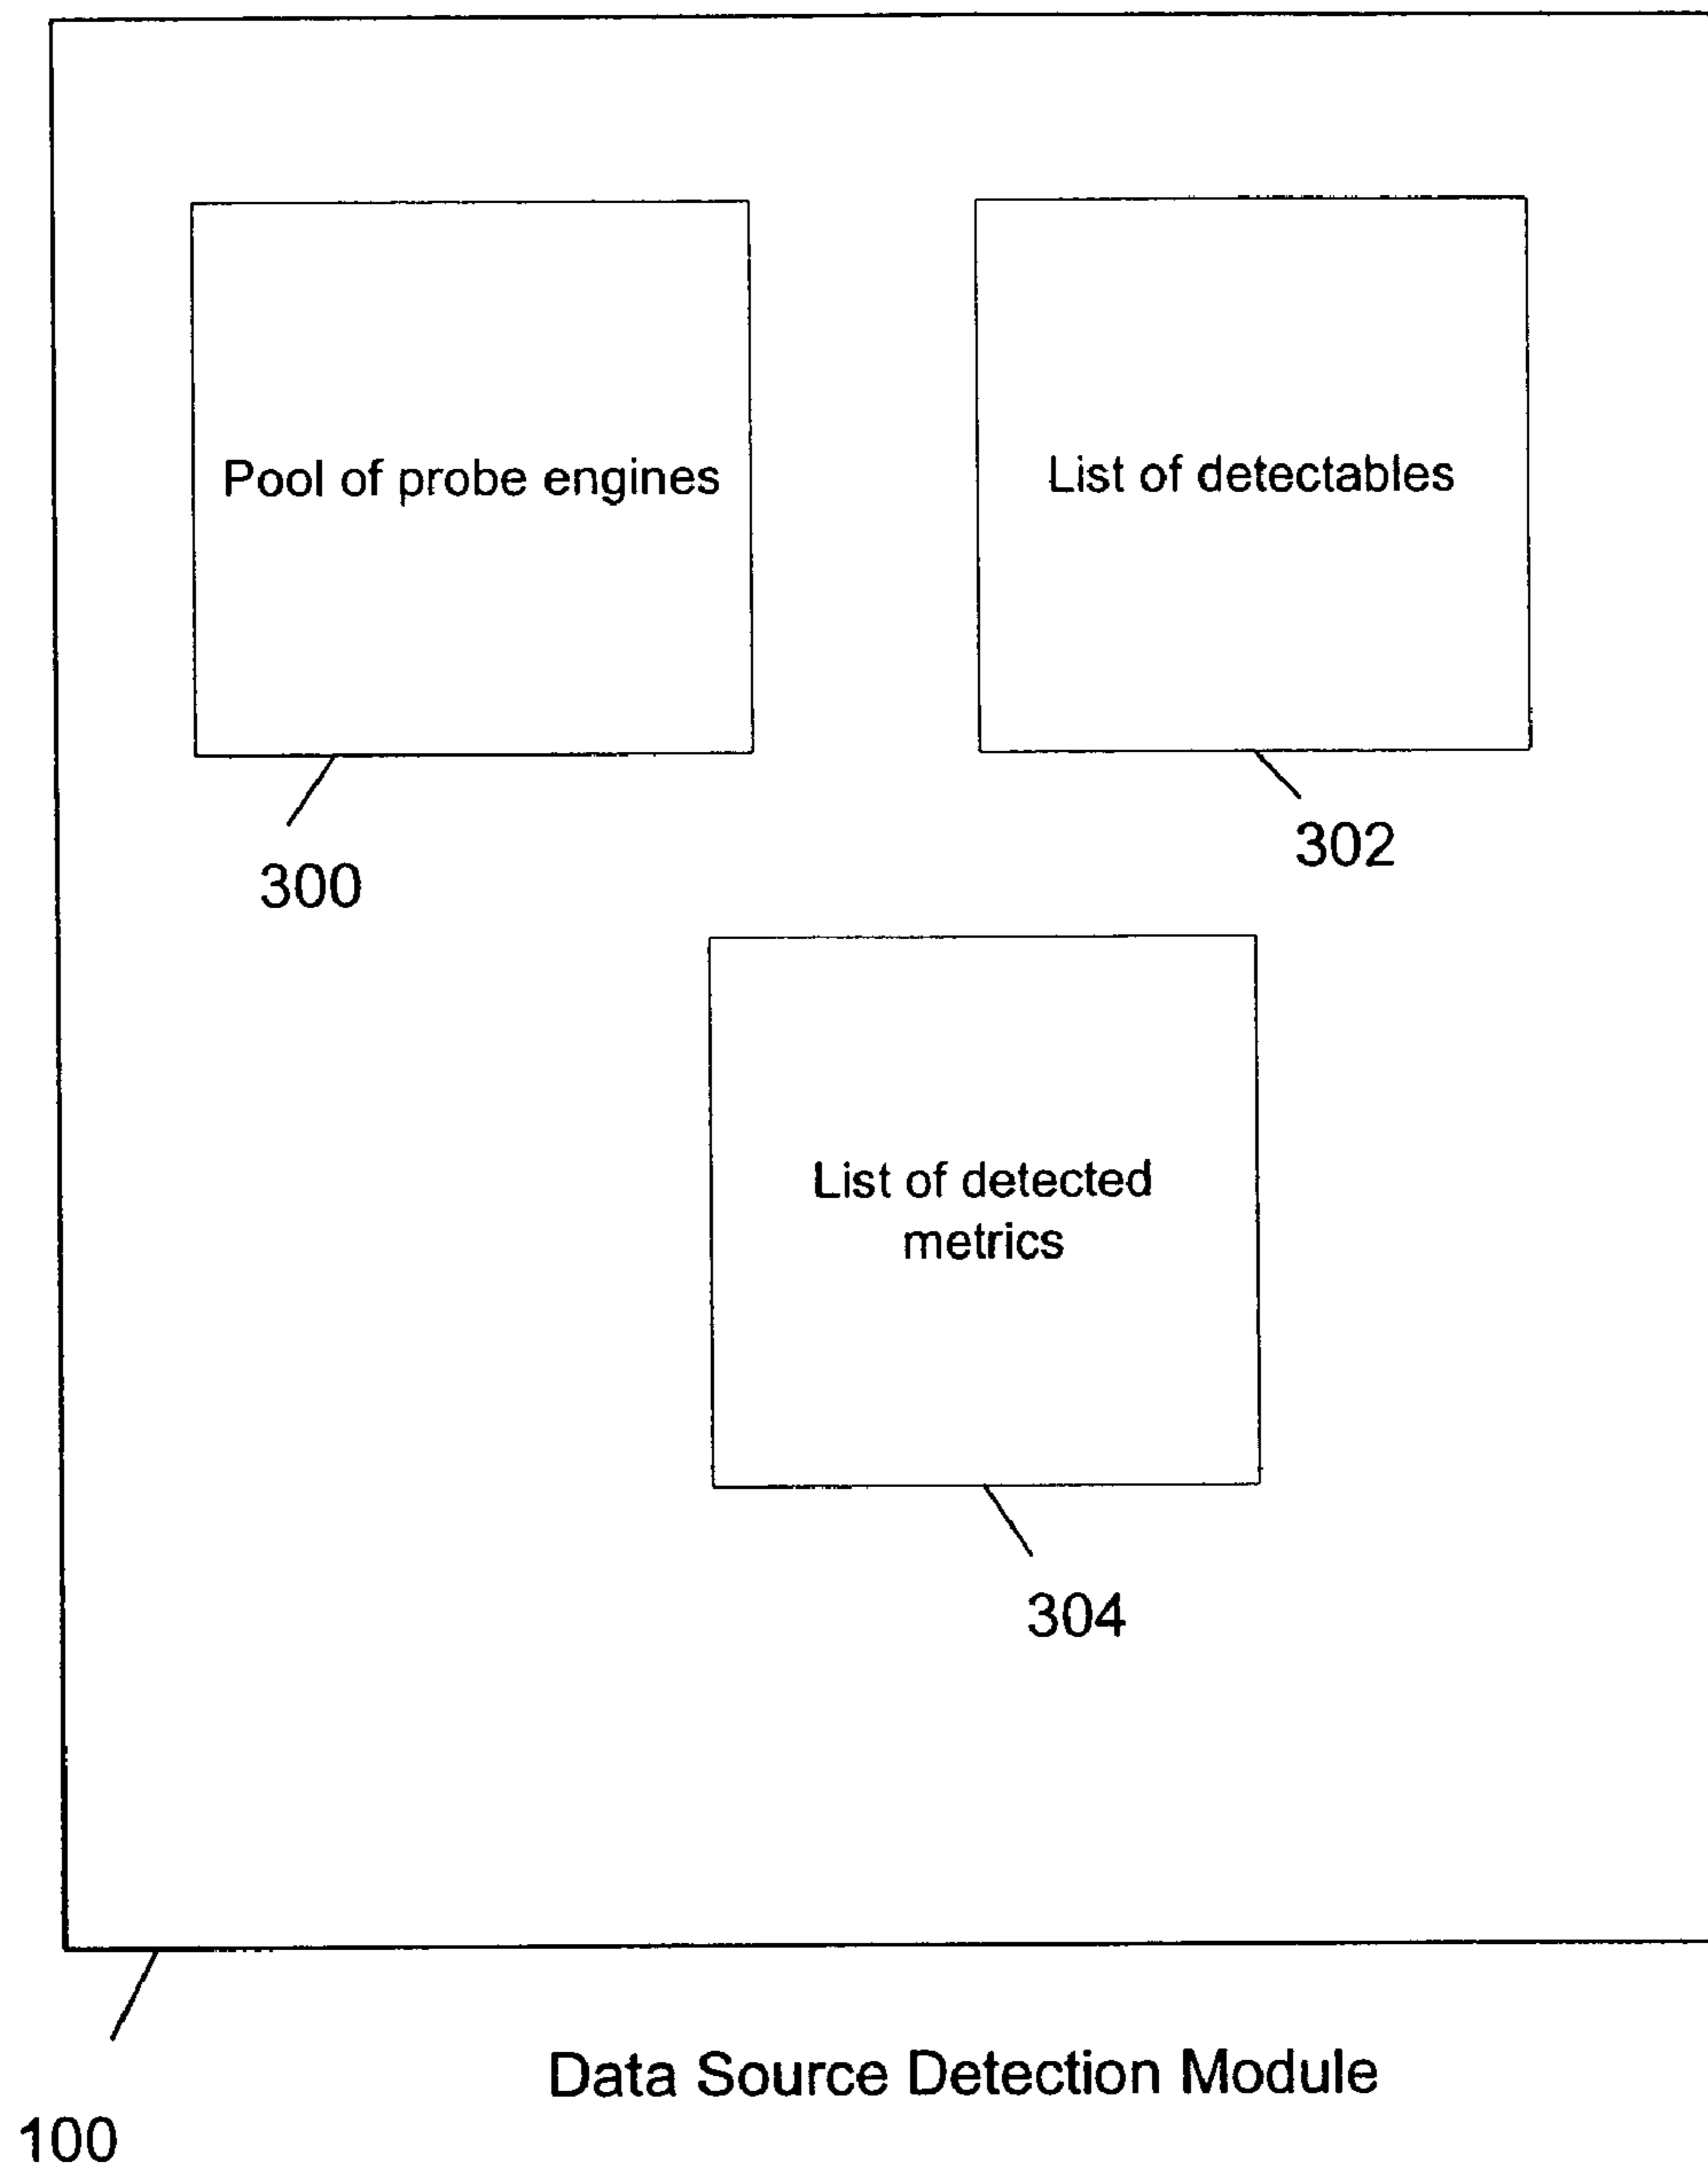 Pool of probe engines
List of detectables
300
302
List of detected
metrics
304
Data Source Detection Module
100